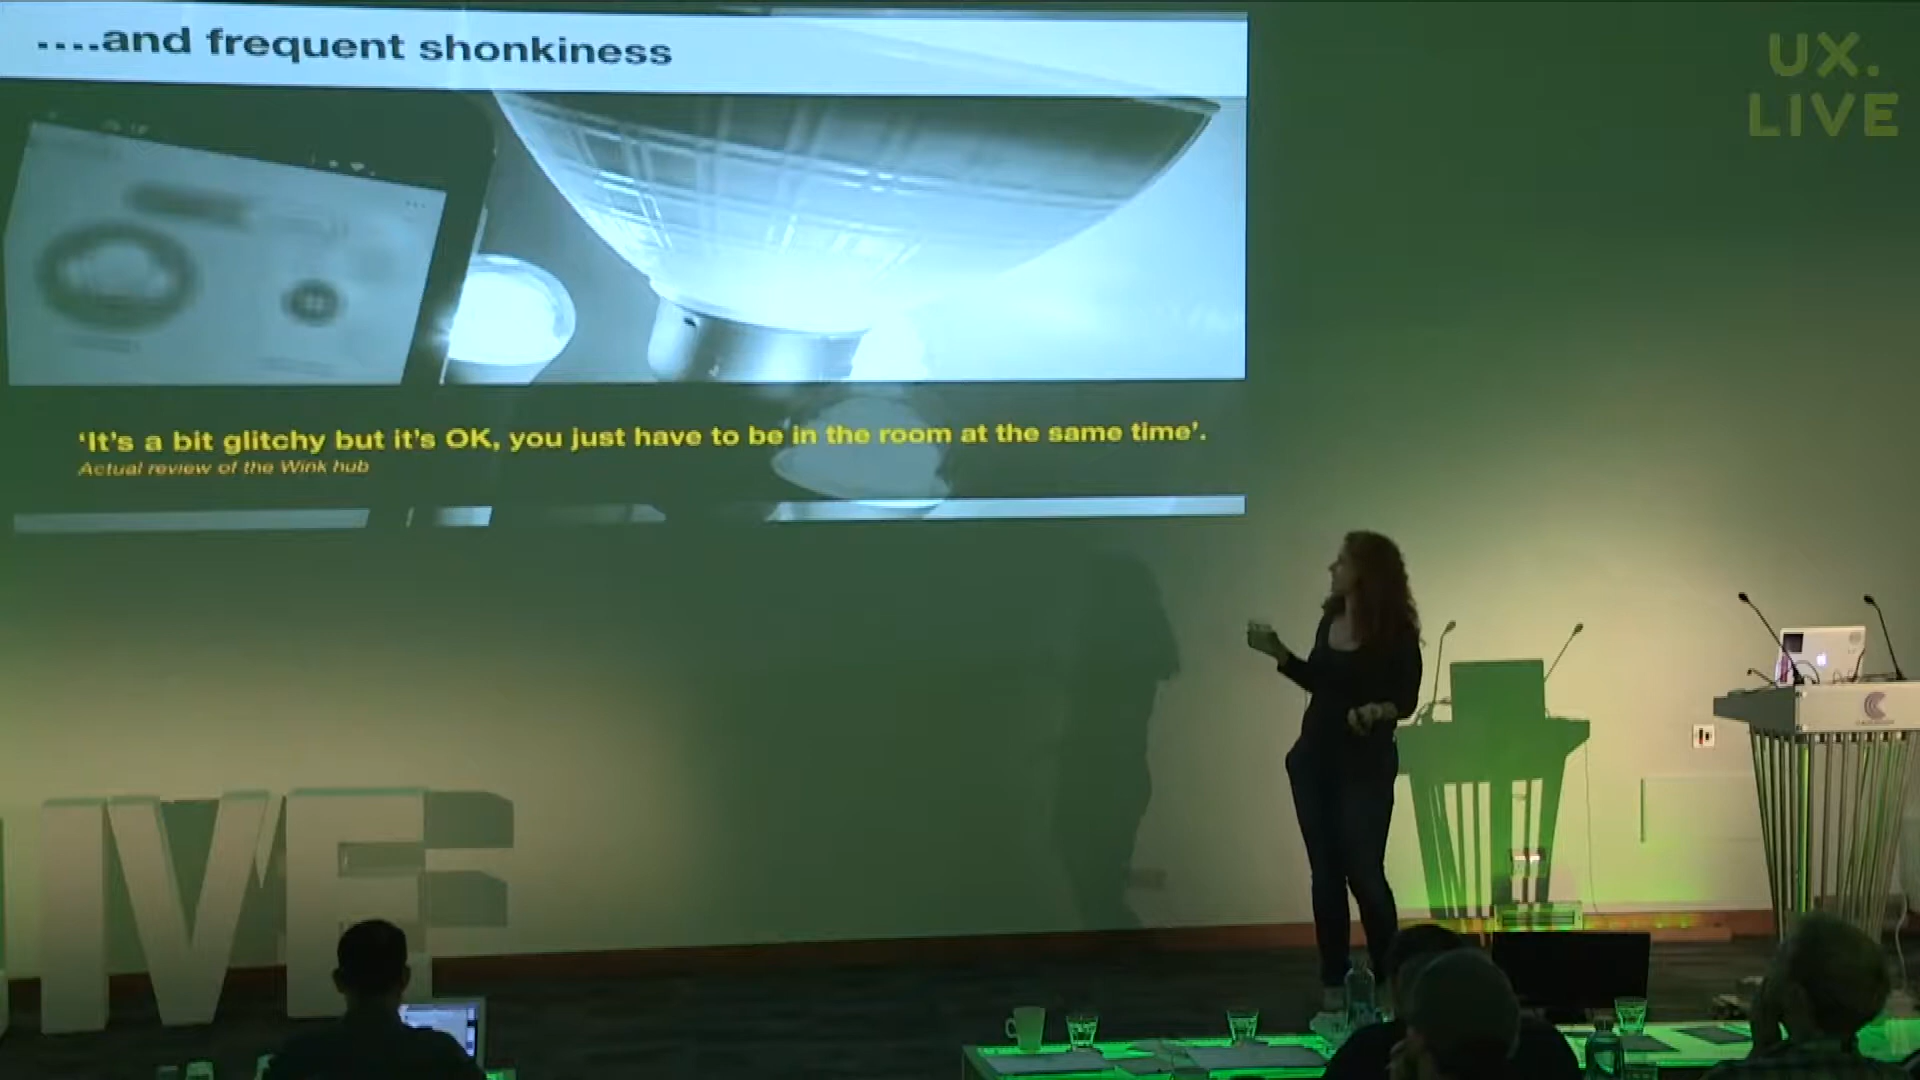 ....and frequent shonkiness
UX.
LIVE
‘It’s a bit glitchy but it’s OK, you just have to be in the room at the same time’.
Actual review of the Wink hub
IVE